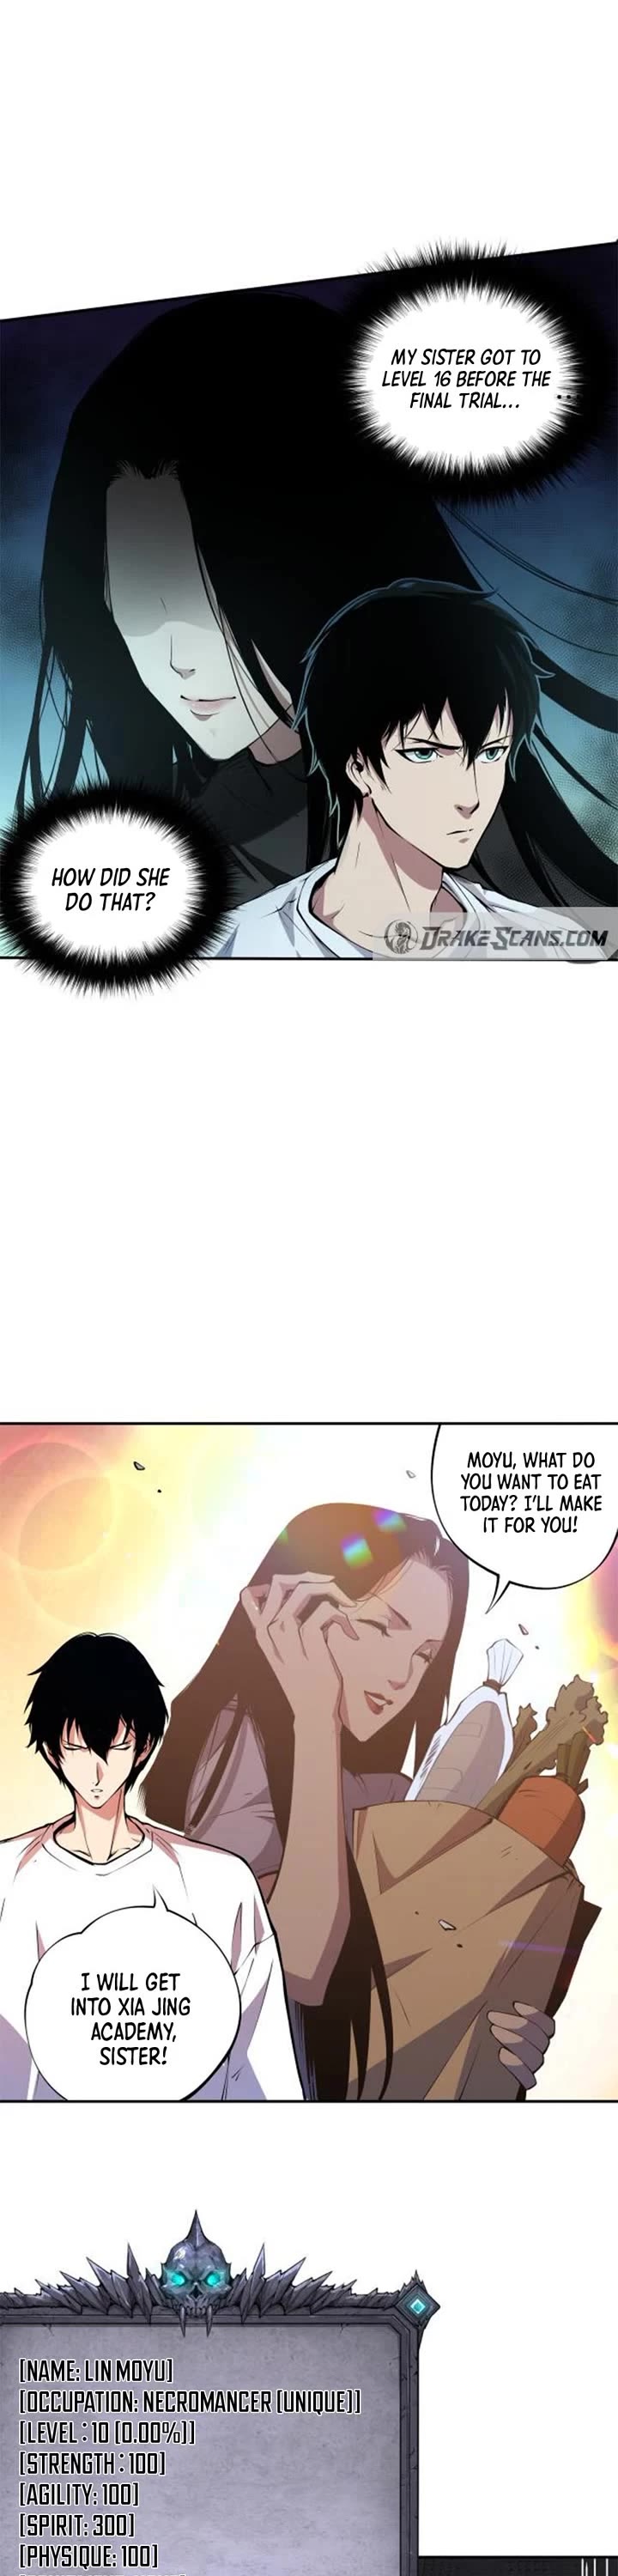 MY SISTER GOT TO
LEVEL 16 BEFORE THE
FINAL TRIAL...
HOW DID SHE
DO THAT?
DRAKESCANS.COM
MOYU, WHAT DO
YOU WANT TO EAT
TODAY? I'LL MAKE
IT FOR YOU!
I WILL GET
INTO XIA JING
ACADEMY,
SISTER!
[NAME: LIN MOYU]
[OCCUPATION: NECROMANCER [UNIQUE]]
[LEVEL: 10 [0.00%]]
[STRENGTH: 100]
[AGILITY: 100]
[SPIRIT: 300]
[PHYSIQUE: 100]